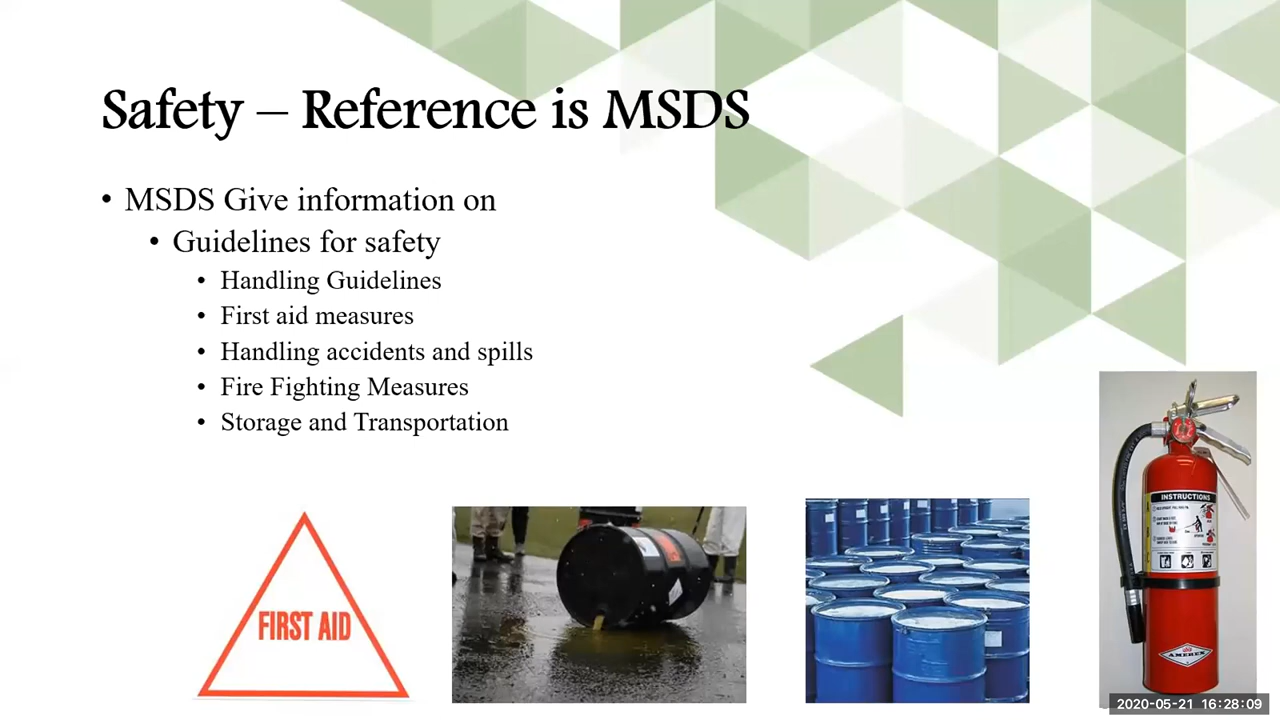 Safety – Reference is MSDS
• MSDS Give information on
• Guidelines for safety
• Handling Guidelines
• First aid measures
• Handling accidents and spills
• Fire Fighting Measures
• Storage and Transportation
FIRST AID
INSTRUCTIONS
AMEREX
2020-05-21 16:28:09